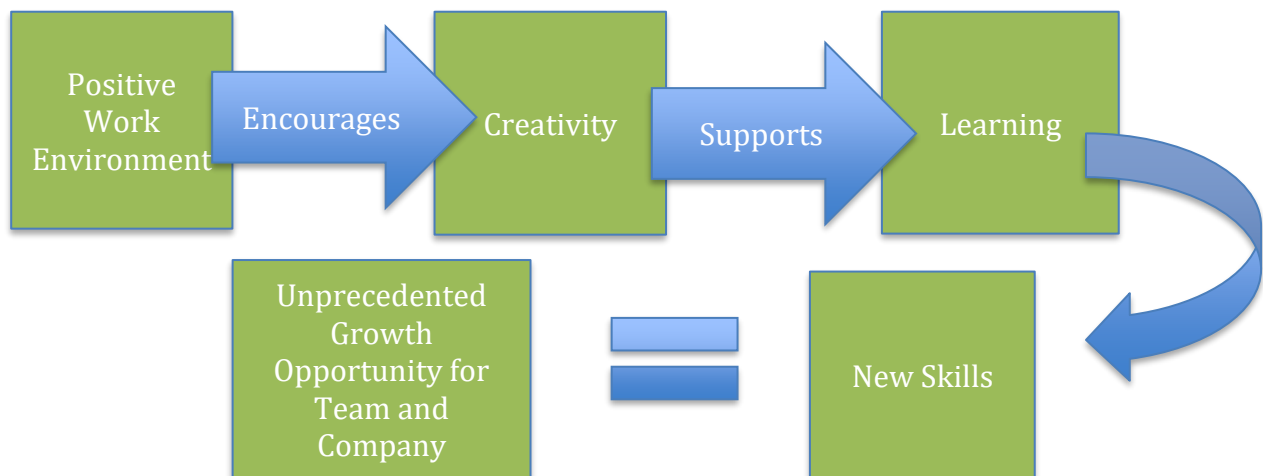 Positive
Work
Environment
Encourages
Creativity
Supports
Learning
Unprecedented
Growth
Opportunity for
Team and
Company
New Skills